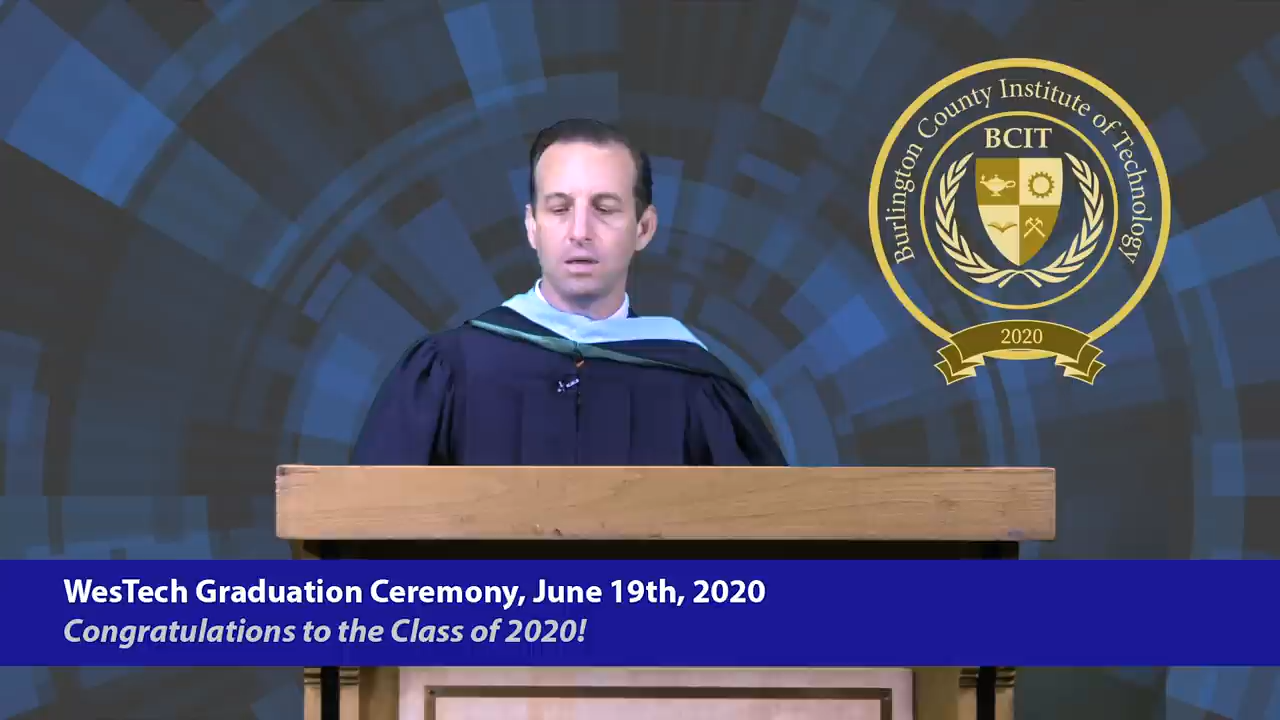 Burlington County Institute of Technology
BCIT
2020
WesTech Graduation Ceremony, June 19th, 2020
Congratulations to the Class of 2020!